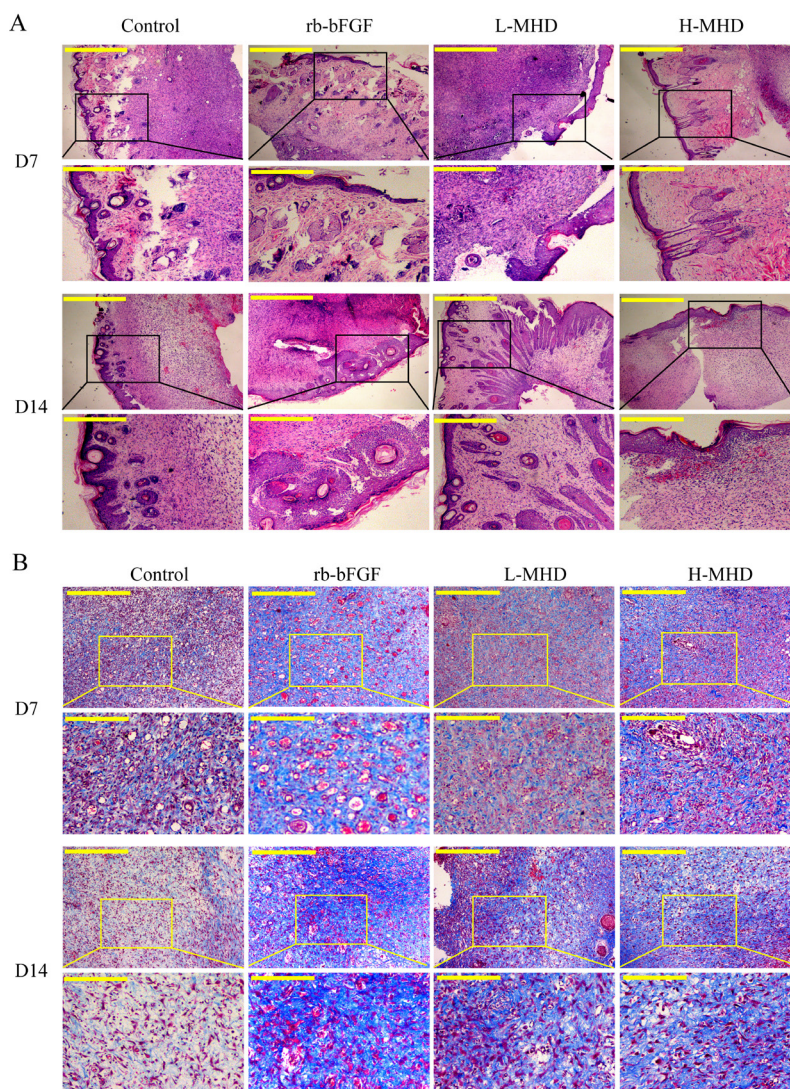 A
Control rb-bFGF L-MHD H-MHD
D7
D14
B
Control rb-bFGF L-MHD H-MHD
D7
D14